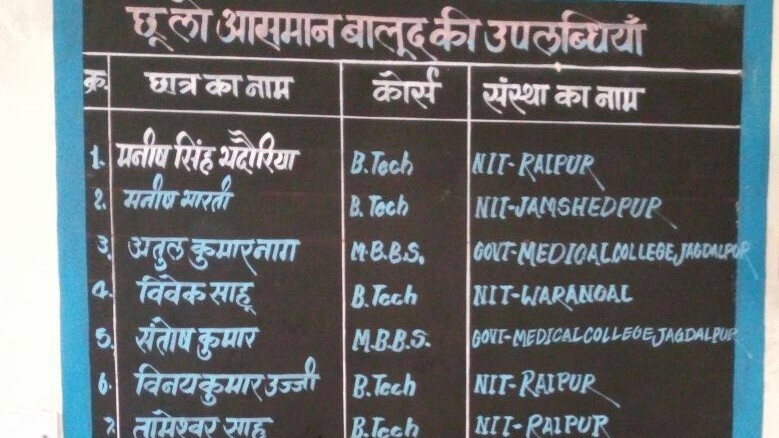 छू लो आसमान बालूद की उपलब्धियाँ
क्र. छात्र का नाम कोर्स संस्था का नाम
1. मनीष सिंह भदौरिया B.Tech NIT-RAIPUR
2. मनीष भारती B.Tech NIT-JAMSHEDPUR
3. अतुल कुमार नाग M.B.B.S. GOVT-MEDICAL COLLEGE, JAGDALPUR
4. विवेक साहू B.Tech NIT-WARANGAL
5. संतोष कुमार M.B.B.S. GOVT-MEDICAL COLLEGE, JAGDALPUR
6. विनय कुमार उज्जी B.Tech NIT-RAIPUR
7. तामेश्वर साहू B.Tech NIT-RAIPUR